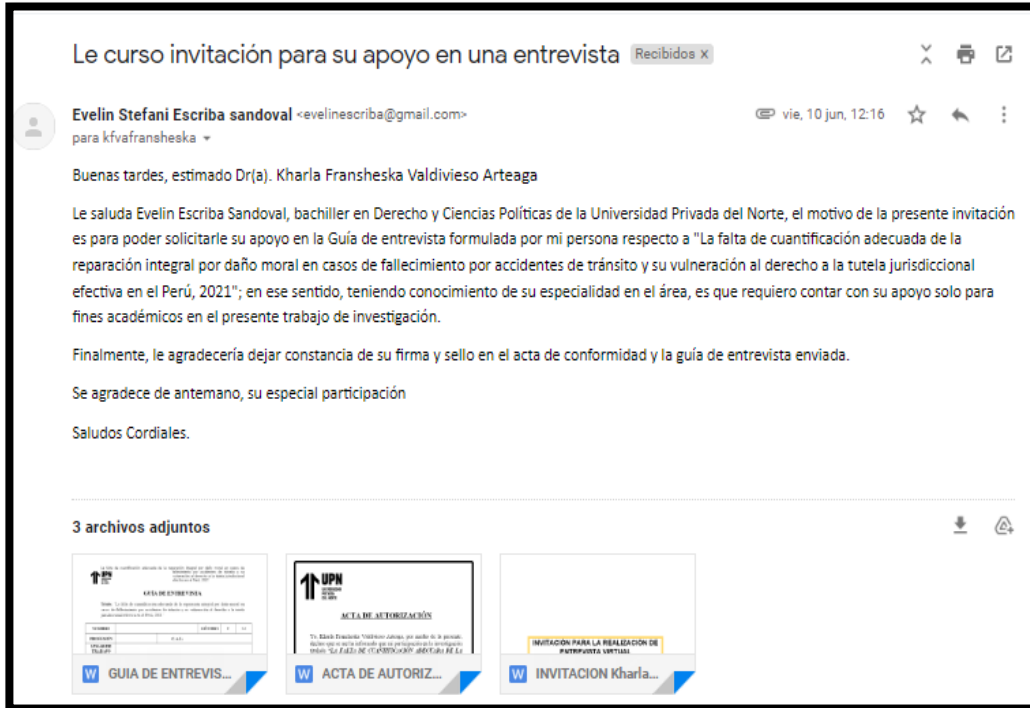 Le curso invitación para su apoyo en una entrevista Recibidos x
Evelin Stefani Escriba sandoval <evelinescriba@gmail.com> vie, 10 jun, 12:16
para kfvafransheska
Buenas tardes, estimado Dr(a). Kharla Fransheska Valdivieso Arteaga
Le saluda Evelin Escriba Sandoval, bachiller en Derecho y Ciencias Políticas de la Universidad Privada del Norte, el motivo de la presente invitación
es para poder solicitarle su apoyo en la Guía de entrevista formulada por mi persona respecto a "La falta de cuantificación adecuada de la
reparación integral por daño moral en casos de fallecimiento por accidentes de tránsito y su vulneración al derecho a la tutela jurisdiccional
efectiva en el Perú, 2021"; en ese sentido, teniendo conocimiento de su especialidad en el área, es que requiero contar con su apoyo solo para
fines académicos en el presente trabajo de investigación.
Finalmente, le agradecería dejar constancia de su firma y sello en el acta de conformidad y la guía de entrevista enviada.
Se agradece de antemano, su especial participación
Saludos Cordiales.
3 archivos adjuntos
UPN
GUÍA DE ENTREVISTA
W GUIA DE ENTREVIS...
UPN
ACTA DE AUTORIZACIÓN
W ACTA DE AUTORIZ...
INVITACIÓN PARA LA REALIZACIÓN DE
ENTREVISTA VIRTUAL
W INVITACION Kharla...